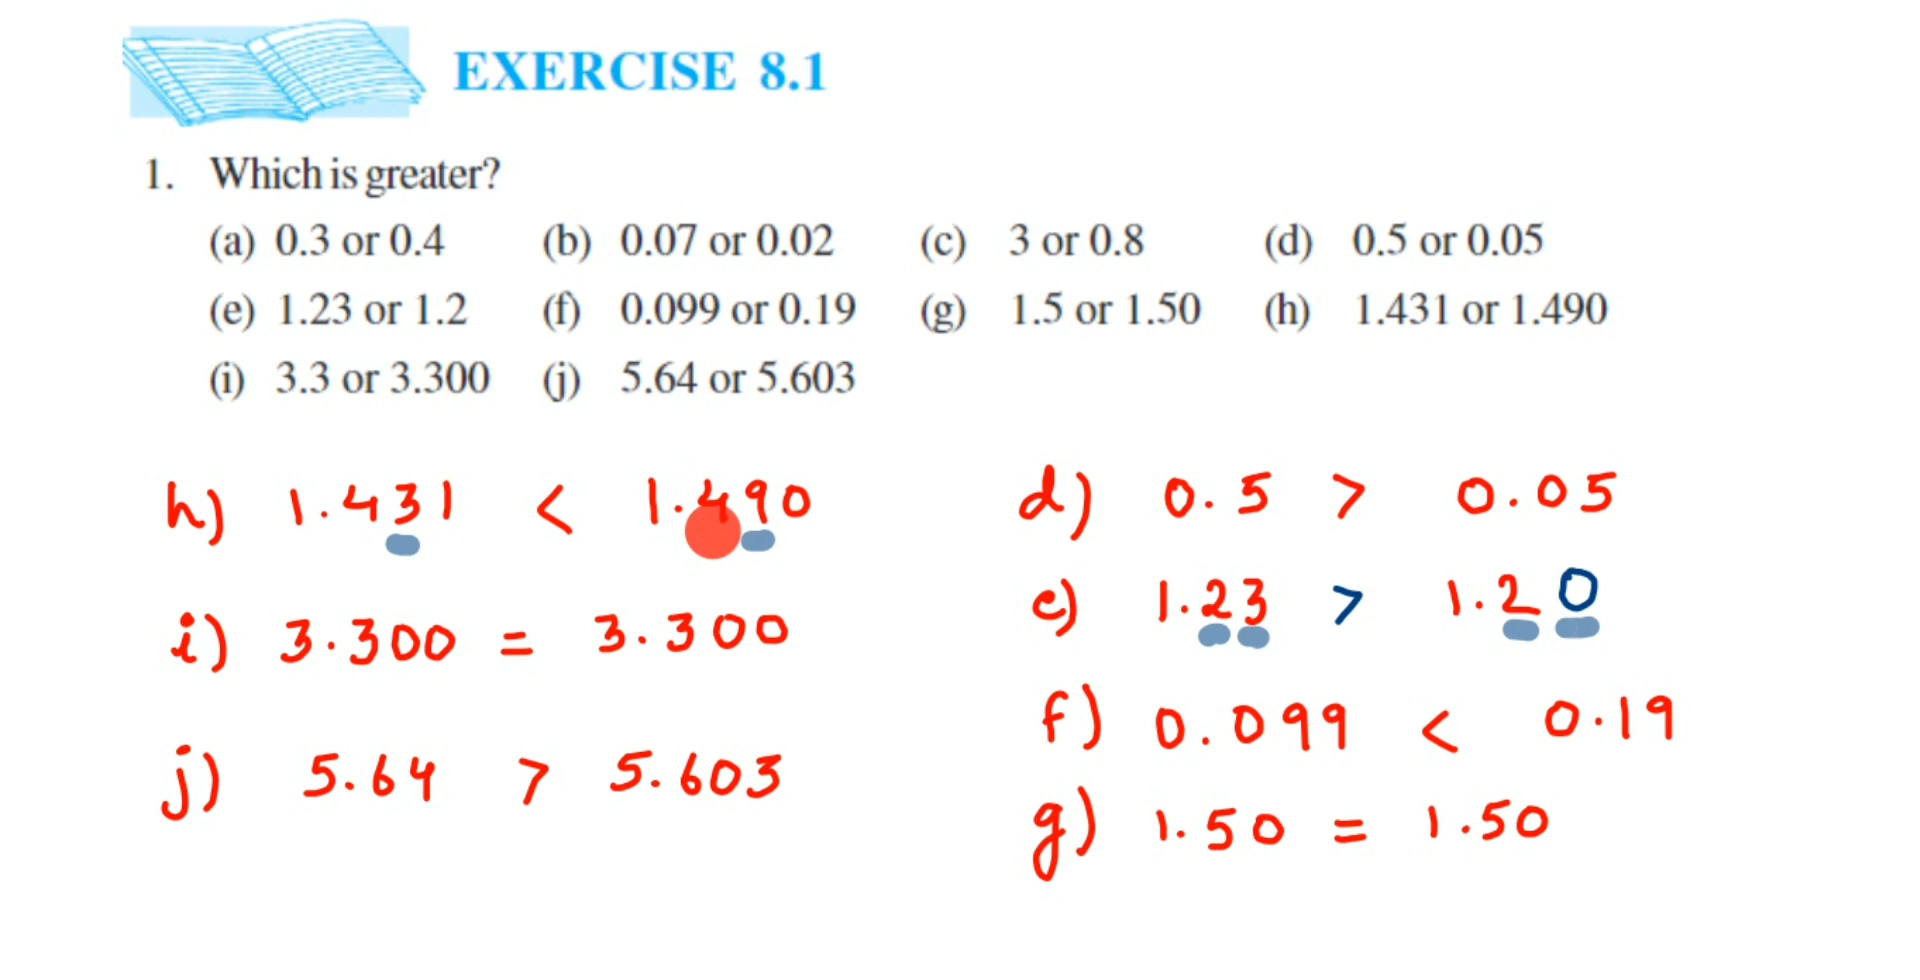 EXERCISE 8.1
1. Which is greater?
(a) 0.3 or 0.4 (b) 0.07 or 0.02 (c) 3 or 0.8 (d) 0.5 or 0.05
(e) 1.23 or 1.2 (f) 0.099 or 0.19 (g) 1.5 or 1.50 (h) 1.431 or 1.490
(i) 3.3 or 3.300 (j) 5.64 or 5.603
h) 1.431 < 1.490
i) 3.300 = 3.300
j) 5.64 > 5.603
d) 0.5 > 0.05
e) 1.23 > 1.20
f) 0.099 < 0.19
g) 1.50 = 1.50